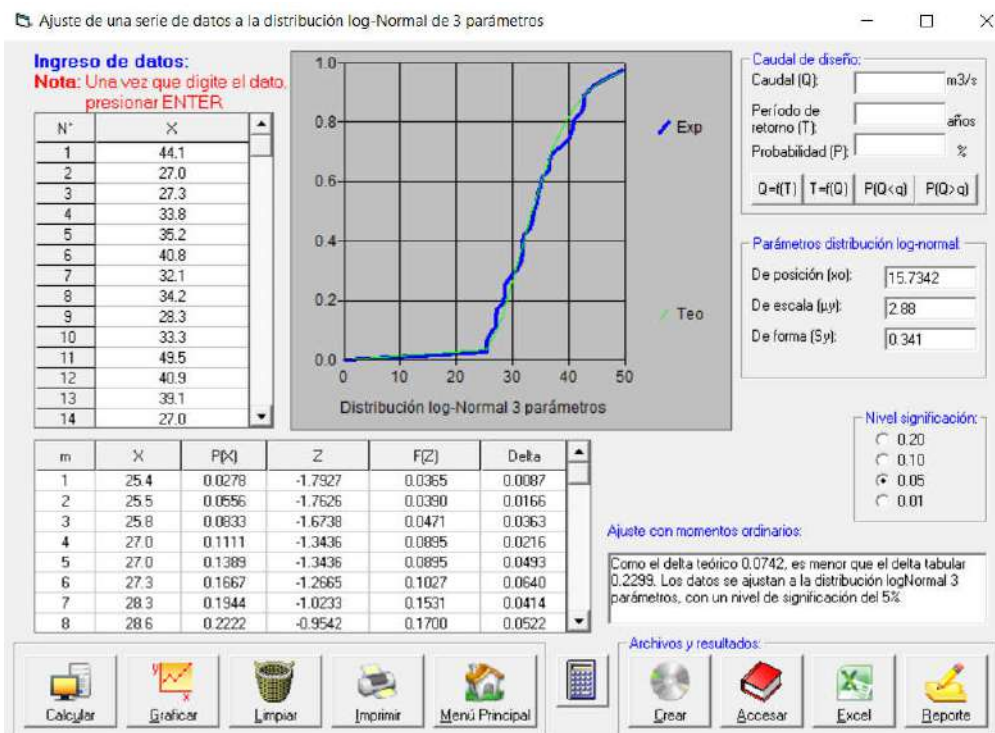 Ajuste de una serie de datos a la distribución log-Normal de 3 parámetros
Ingreso de datos:
Nota: Una vez que digite el dato,
presionar ENTER
N° X
1 44.1
2 27.0
3 27.3
4 33.8
5 35.2
6 40.8
7 32.1
8 34.2
9 28.3
10 33.3
11 49.5
12 40.9
13 39.1
14 27.0
1.0
0.8
0.6
0.4
0.2
0.0
0 10 20 30 40 50
Exp
Teo
Distribución log-Normal 3 parámetros
Caudal de diseño:
Caudal (Q): m3/s
Período de
retorno (T): años
Probabilidad (P): %
Q=f(T) T=f(Q) P(Q<q) P(Q>q)
Parámetros distribución log-normal:
De posición (xo): 15.7342
De escala (µy): 2.88
De forma (Sy): 0.341
Nivel significación:
0.20
0.10
0.05
0.01
m X P(X) Z F(Z) Delta
1 25.4 0.0278 -1.7927 0.0365 0.0087
2 25.5 0.0556 -1.7626 0.0390 0.0166
3 25.8 0.0833 -1.6738 0.0471 0.0363
4 27.0 0.1111 -1.3436 0.0895 0.0216
5 27.0 0.1389 -1.3436 0.0895 0.0493
6 27.3 0.1667 -1.2665 0.1027 0.0640
7 28.3 0.1944 -1.0233 0.1531 0.0414
8 28.6 0.2222 -0.9542 0.1700 0.0522
Ajuste con momentos ordinarios:
Como el delta teórico 0.0742, es menor que el delta tabular
0.2299. Los datos se ajustan a la distribución logNormal 3
parámetros, con un nivel de significación del 5%
Archivos y resultados:
Calcular Graficar Limpiar Imprimir Menú Principal Crear Accesar Excel Reporte